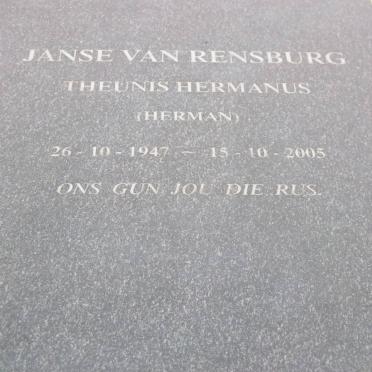 JANSE VAN RENSBURG
THEUNIS HERMANUS
(HERMAN)
26 - 10 - 1947 - 15 - 10 - 2005
ONS GUN JOU DIE RUS.